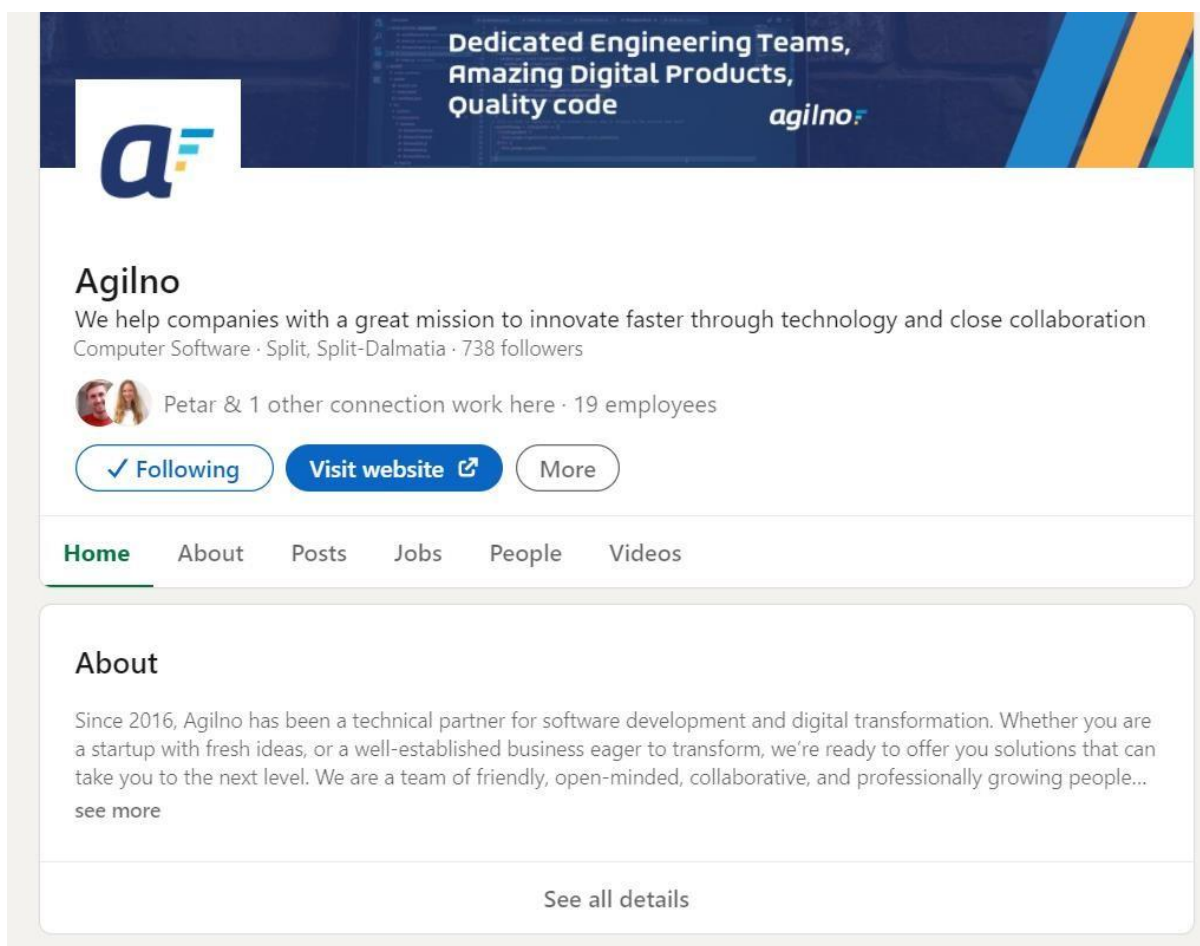 Dedicated Engineering Teams,
Amazing Digital Products,
Quality code
agilno
a
Agilno
We help companies with a great mission to innovate faster through technology and close collaboration
Computer Software · Split, Split-Dalmatia · 738 followers
Petar & 1 other connection work here · 19 employees
✓ Following Visit website More
Home About Posts Jobs People Videos
About
Since 2016, Agilno has been a technical partner for software development and digital transformation. Whether you are
a startup with fresh ideas, or a well-established business eager to transform, we’re ready to offer you solutions that can
take you to the next level. We are a team of friendly, open-minded, collaborative, and professionally growing people...
see more
See all details